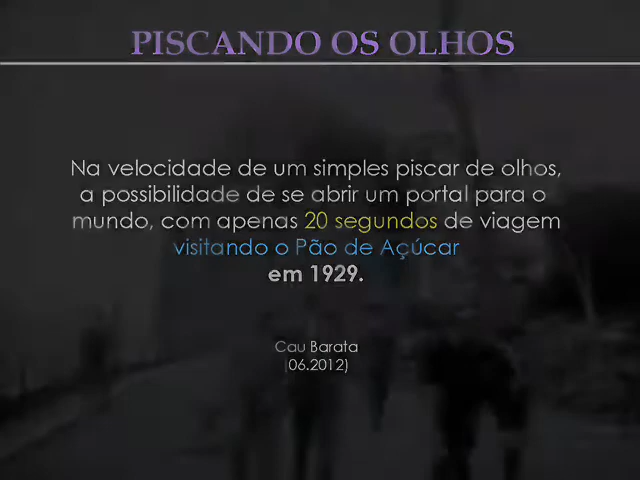 PISCANDO OS OLHOS
Na velocidade de um simples piscar de olhos,
a possibilidade de se abrir um portal para o
mundo, com apenas 20 segundos de viagem
visitando o Pão de Açúcar
em 1929.
Cau Barata
(06.2012)